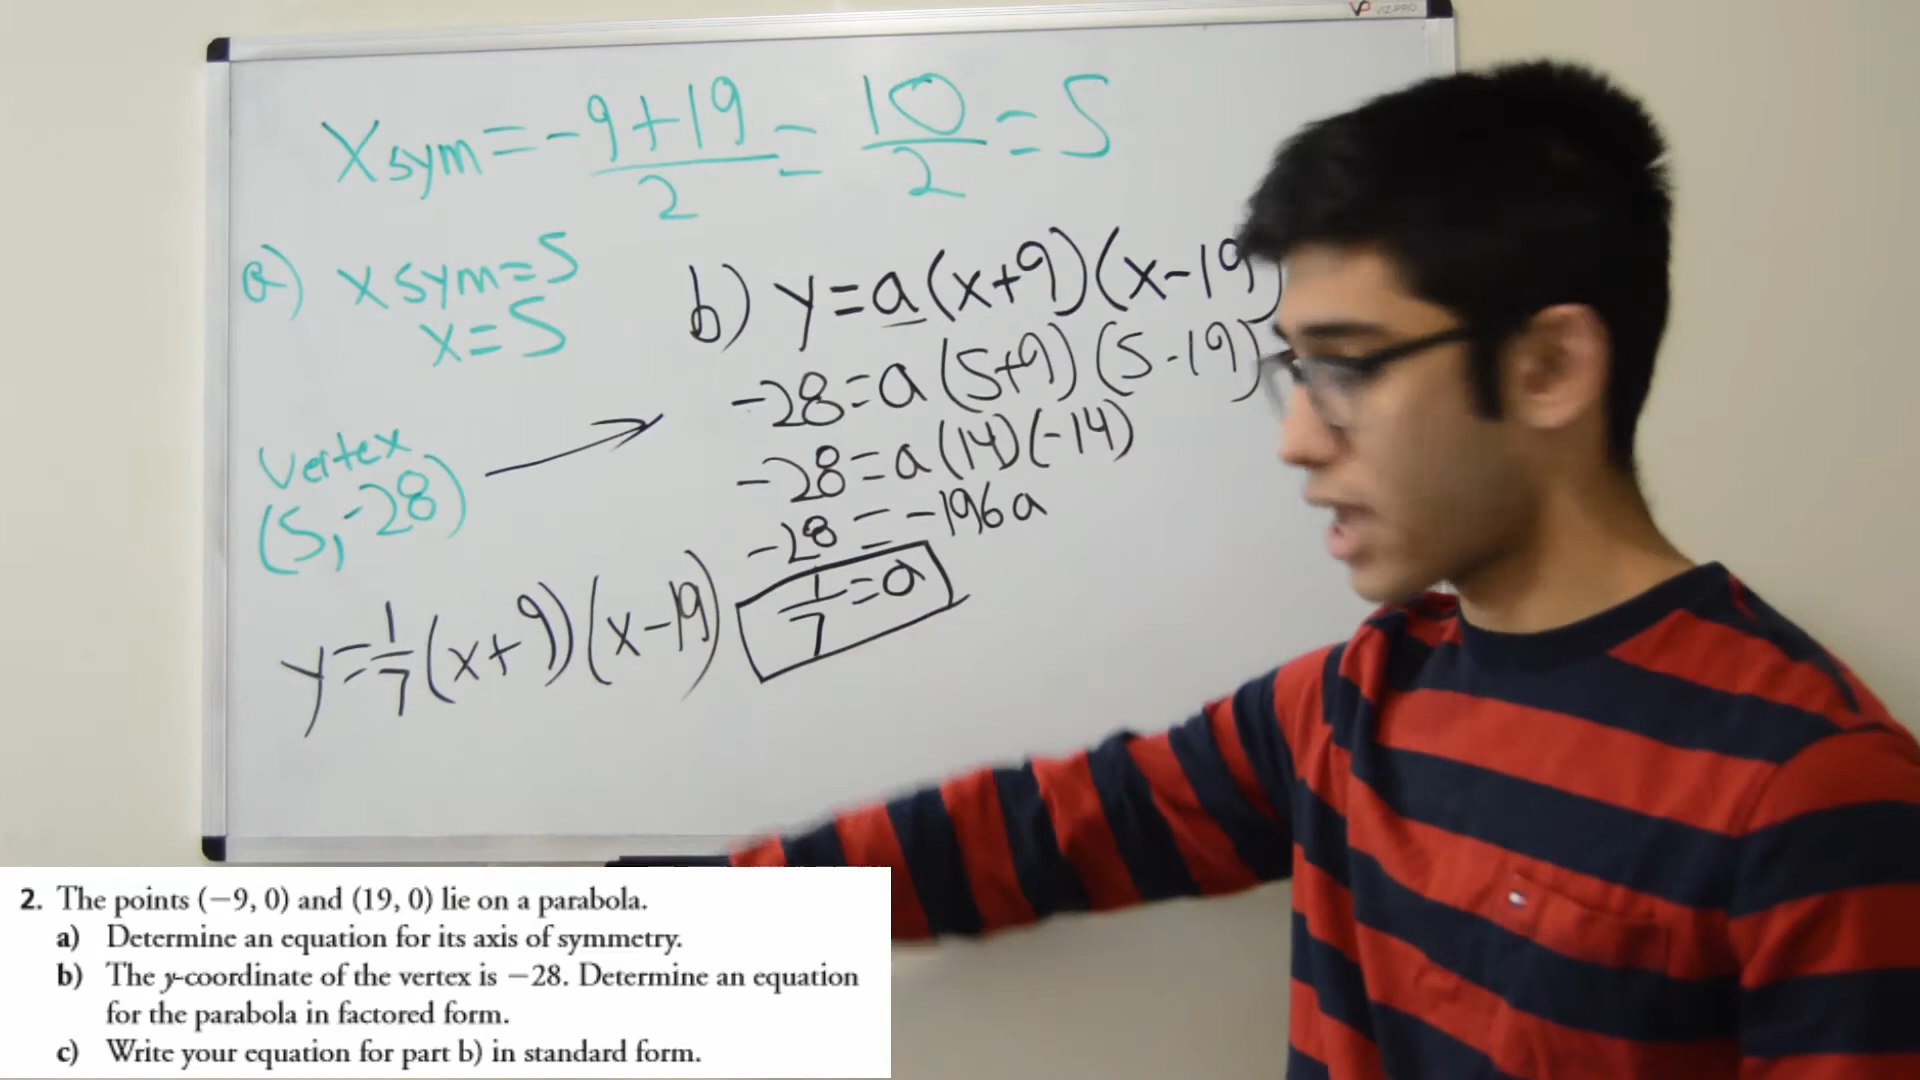 VIZ-PRO
xsym = -9+19/2 = 10/2 = 5
a) xsym=5
x=5
b) y=a(x+9)(x-19)
-28=a(5+9)(5-19)
-28=a(14)(-14)
-28=-196a
1/7=a
vertex
(5,-28)
y=1/7(x+9)(x-19)
2. The points (−9, 0) and (19, 0) lie on a parabola.
a) Determine an equation for its axis of symmetry.
b) The y-coordinate of the vertex is −28. Determine an equation
for the parabola in factored form.
c) Write your equation for part b) in standard form.